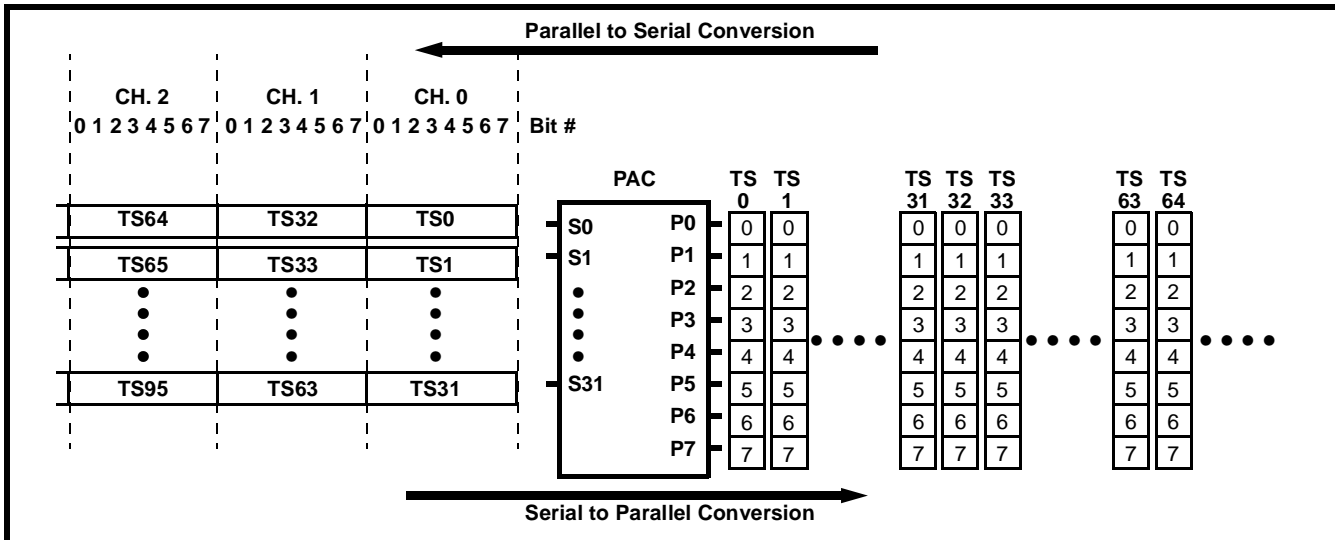 Parallel to Serial Conversion
CH. 2 CH. 1 CH. 0
0 1 2 3 4 5 6 7 0 1 2 3 4 5 6 7 0 1 2 3 4 5 6 7 Bit #
PAC
TS TS TS TS TS TS TS
0 1 31 32 33 63 64
TS64 TS32 TS0
S0 P0 0 0 0 0 0 0 0
TS65 TS33 TS1
S1 P1 1 1 1 1 1 1 1
P2 2 2 2 2 2 2 2
P3 3 3 3 3 3 3 3
P4 4 4 4 4 4 4 4
TS95 TS63 TS31
S31 P5 5 5 5 5 5 5 5
P6 6 6 6 6 6 6 6
P7 7 7 7 7 7 7 7
Serial to Parallel Conversion